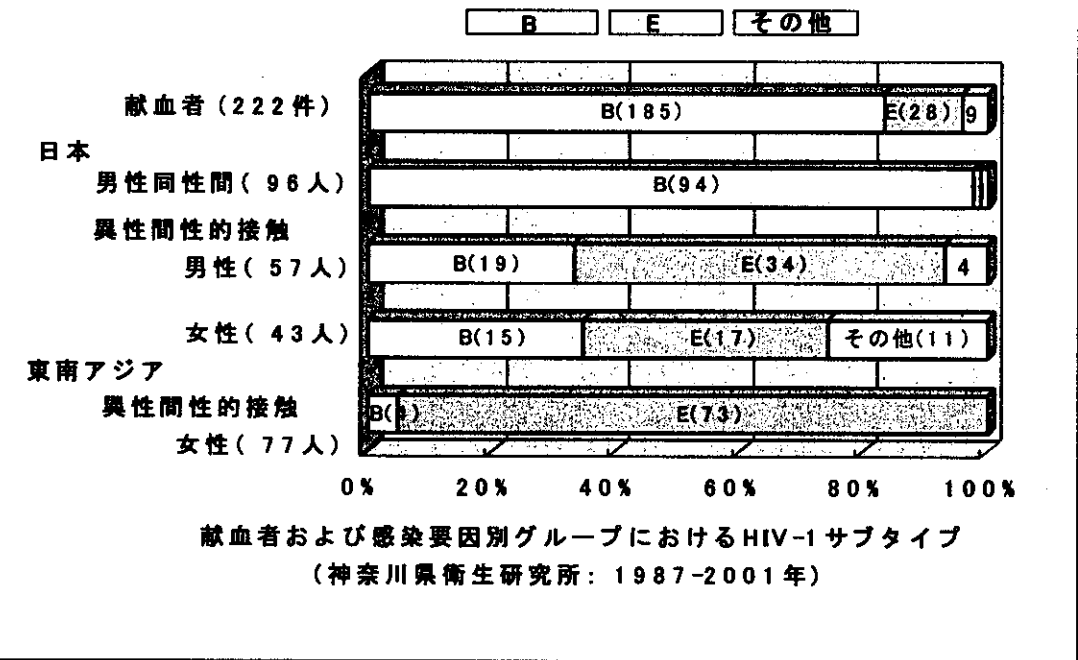 B E その他
献血者(222件) B(185) E(28) 9
日本
男性同性間( 96人) B(94)
異性間性的接触
男性( 57人) B(19) E(34) 4
女性( 43人) B(15) E(17) その他(11)
東南アジア
異性間性的接触
B(4) E(73)
女性( 77人)
0% 20% 40% 60% 80% 100%
献血者および感染要因別グループにおけるHIV-1サブタイプ
(神奈川県衛生研究所: 1987-2001年)